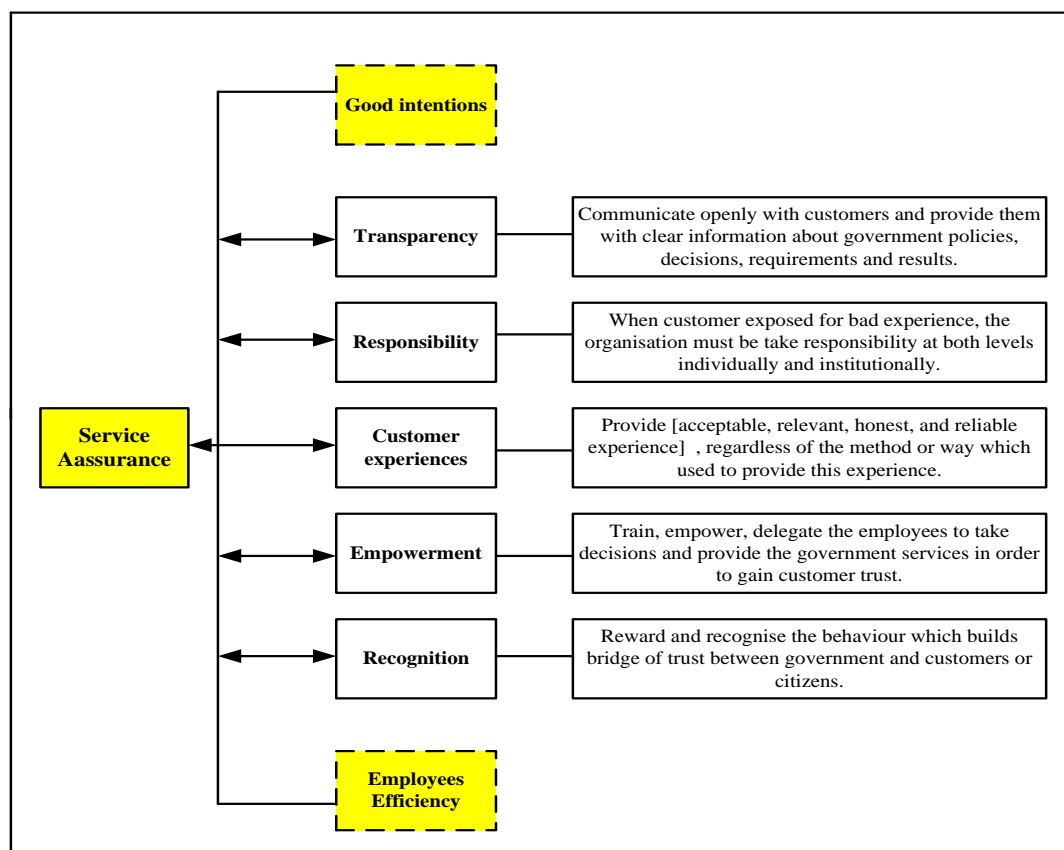 Good intentions
Transparency
Communicate openly with customers and provide them
with clear information about government policies,
decisions, requirements and results.
Responsibility
When customer exposed for bad experience, the
organisation must be take responsibility at both levels
individually and institutionally.
Service
Aassurance
Customer
experiences
Provide [acceptable, relevant, honest, and reliable
experience] , regardless of the method or way which
used to provide this experience.
Empowerment
Train, empower, delegate the employees to take
decisions and provide the government services in order
to gain customer trust.
Recognition
Reward and recognise the behaviour which builds
bridge of trust between government and customers or
citizens.
Employees
Efficiency